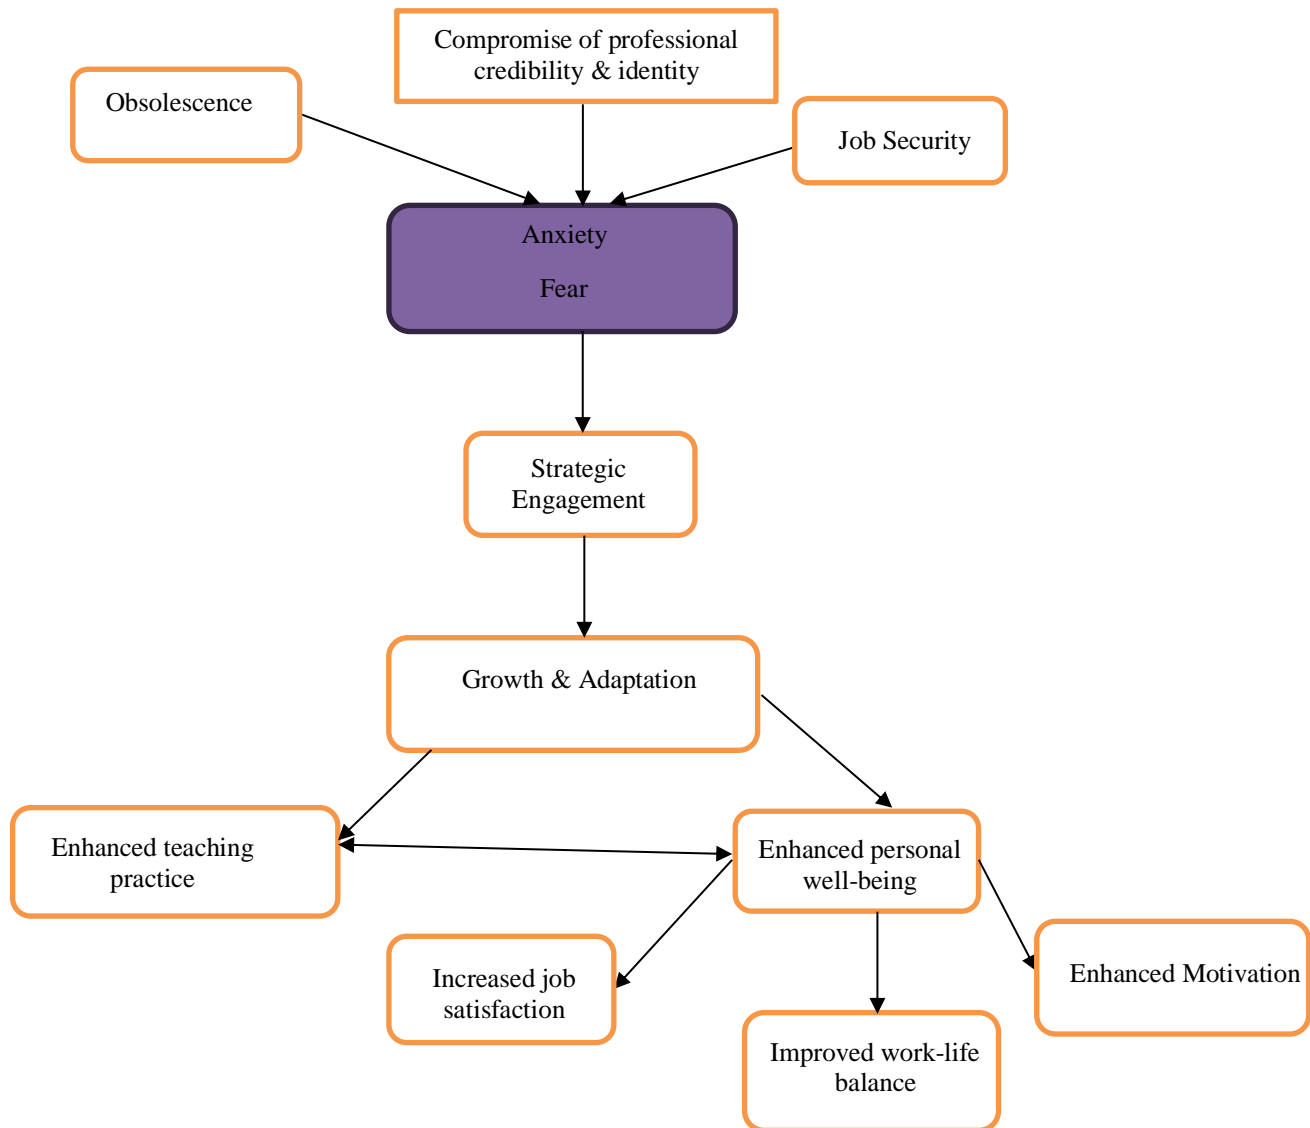 Compromise of professional
credibility & identity
Obsolescence
Job Security
Anxiety
Fear
Strategic
Engagement
Growth & Adaptation
Enhanced teaching
practice
Enhanced personal
well-being
Increased job
satisfaction
Enhanced Motivation
Improved work-life
balance